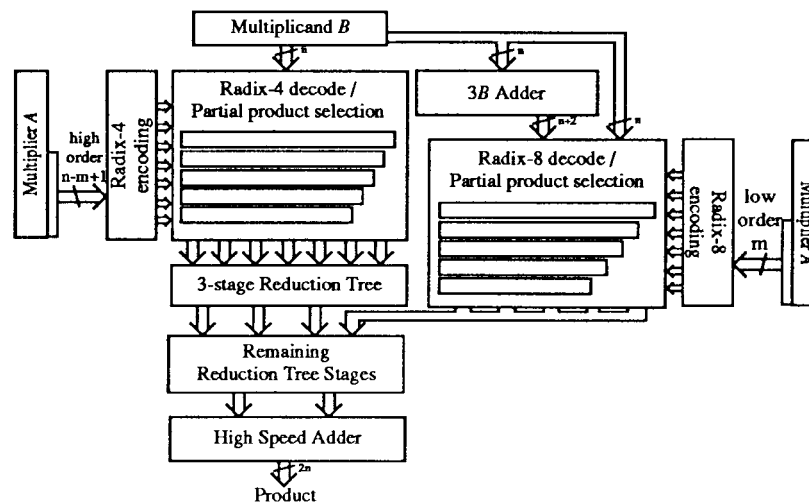 Multiplicand B
n
n
Radix-4 decode /
Partial product selection
3B Adder
n+2
n
Multiplier A
high
order
n-m+1
Radix-4
encoding
Radix-8 decode /
Partial product selection
Radix-8
encoding
low
order
m
Multiplier A
3-stage Reduction Tree
Remaining
Reduction Tree Stages
High Speed Adder
2n
Product